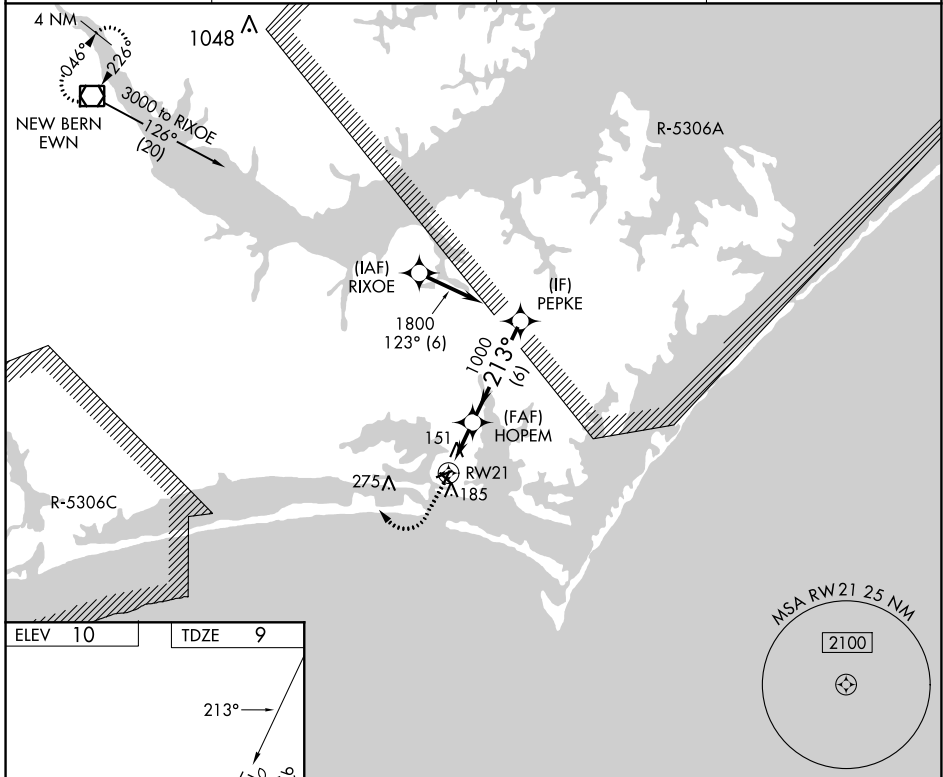 4 NM
1048
046°
226°
NEW BERN
EWN
3000 to RIXOE
126°
(20)
R-5306A
(IAF)
RIXOE
(IF)
PEPKE
1800
123° (6)
1000
213°
(6)
(FAF)
HOPEM
151
RW21
275
185
R-5306C
MSA RW21 25 NM
2100
ELEV 10
TDZE 9
213°